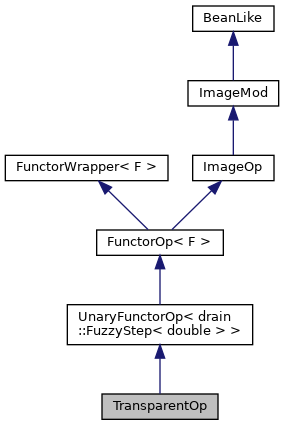 BeanLike
ImageMod
FunctorWrapper< F >
ImageOp
FunctorOp< F >
UnaryFunctorOp< drain
::FuzzyStep< double > >
TransparentOp